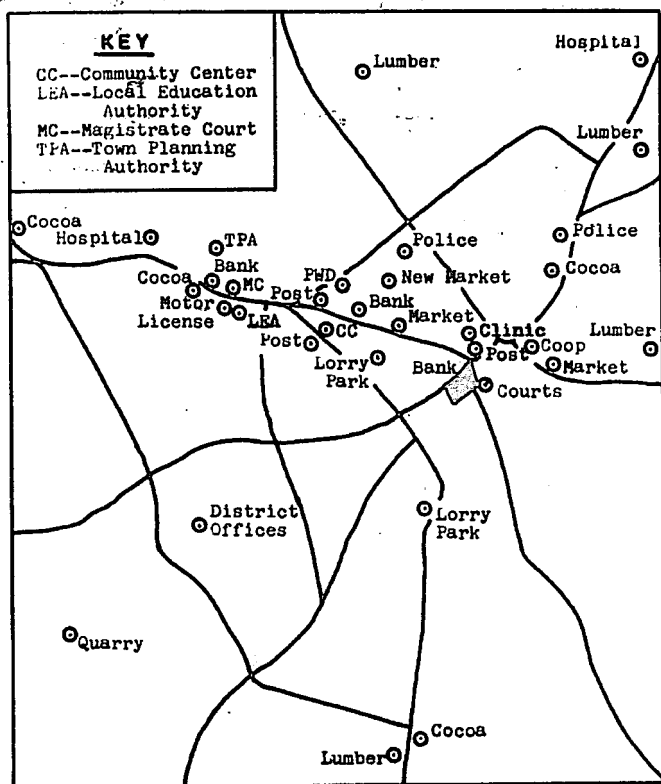 KEY
CC--Community Center
LEA--Local Education
Authority
MC--Magistrate Court
TPA--Town Planning
Authority
Lumber
Hospital
Lumber
Cocoa
Hospital
TPA
Police
Police
Bank
MC
PWD
New Market
Cocoa
Cocoa
Post
Bank
Motor
License
LEA
Market
Clinic
CC
Post
Coop
Lumber
Post
Lorry
Park
Bank
Market
Courts
District
Offices
Lorry
Park
Quarry
Cocoa
Lumber